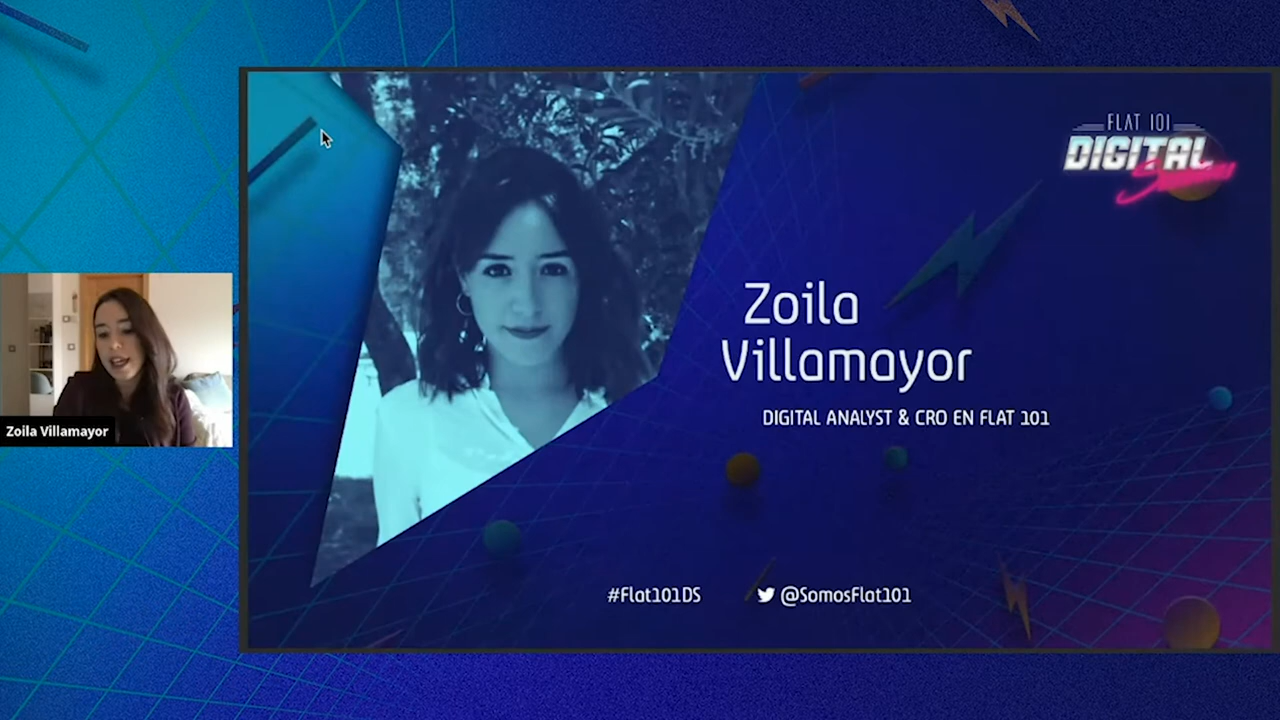 FLAT 101
DIGITAL
Zoila
Villamayor
DIGITAL ANALYST & CRO EN FLAT 101
Zoila Villamayor
#Flat101DS
@SomosFlat101